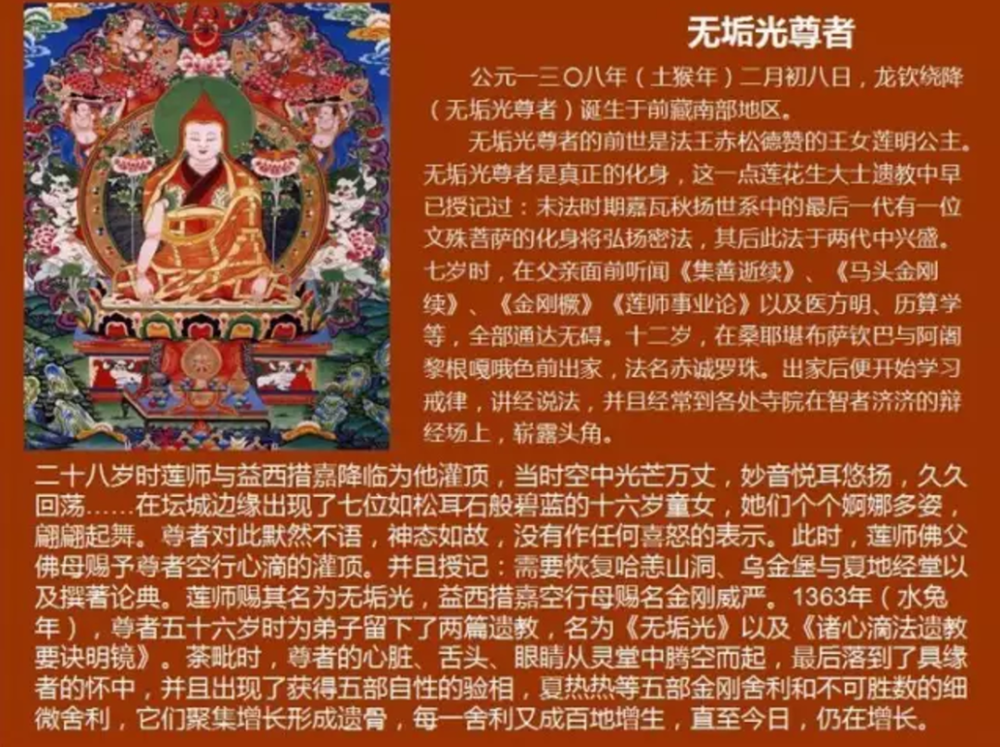 无垢光尊者
公元一三〇八年（土猴年）二月初八日，龙钦绕降
（无垢光尊者）诞生于前藏南部地区。
无垢光尊者的前世是法王赤松德赞的王女莲明公主。
无垢光尊者是真正的化身，这一点莲花生大士遗教中早
已授记过：末法时期嘉瓦秋扬世系中的最后一代有一位
文殊菩萨的化身将弘扬密法，其后此法于两代中兴盛。
七岁时，在父亲面前听闻《集善逝续》、《马头金刚
续》、《金刚橛》《莲师事业论》以及医方明、历算学
等，全部通达无碍。十二岁，在桑耶堪布萨钦巴与阿阇
黎根嘎哦色前出家，法名赤诚罗珠。出家后便开始学习
戒律，讲经说法，并且经常到各处寺院在智者济济的辩
经场上，崭露头角。
二十八岁时莲师与益西措嘉降临为他灌顶，当时空中光芒万丈，妙音悦耳悠扬，久久
回荡……在坛城边缘出现了七位如松耳石般碧蓝的十六岁童女，她们个个婀娜多姿，
翩翩起舞。尊者对此默然不语，神态如故，没有作任何喜怒的表示。此时，莲师佛父
佛母赐予尊者空行心滴的灌顶。并且授记：需要恢复哈恙山洞、乌金堡与夏地经堂以
及撰著论典。莲师赐其名为无垢光，益西措嘉空行母赐名金刚威严。1363年（水兔
年），尊者五十六岁时为弟子留下了两篇遗教，名为《无垢光》以及《诸心滴法遗教
要诀明镜》。茶毗时，尊者的心脏、舌头、眼睛从灵堂中腾空而起，最后落到了具缘
者的怀中，并且出现了获得五部自性的验相，夏热热等五部金刚舍利和不可胜数的细
微舍利，它们聚集增长形成遗骨，每一舍利又成百地增生，直至今日，仍在增长。